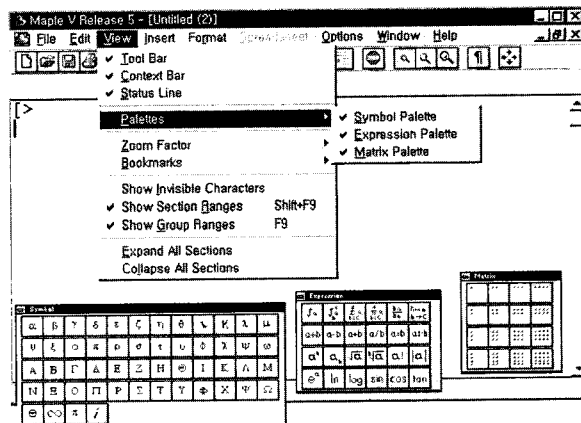 Maple V Release 5 - [Untitled (2)]
File Edit View Insert Format Spreadsheet Options Window Help
Tool Bar
Context Bar
Status Line
[>
Palettes
Symbol Palette
Expression Palette
Matrix Palette
Zoom Factor
Bookmarks
Show Invisible Characters
Show Section Ranges Shift+F9
Show Group Ranges F9
Expand All Sections
Collapse All Sections
Matrix
Expression
a+b a-b a*b a/b a=b a:=b
a^b a_b √a ⁿ√a a! |a|
e^a ln log sin cos tan
Symbol
α β γ δ ε ζ η θ ι κ λ μ
ν ξ ο π ρ σ τ υ φ χ ψ ω
Α Β Γ Δ Ε Ζ Η Θ Ι Κ Λ Μ
Ν Ξ Ο Π Ρ Σ Τ Υ Φ Χ Ψ Ω
e ∞ π i